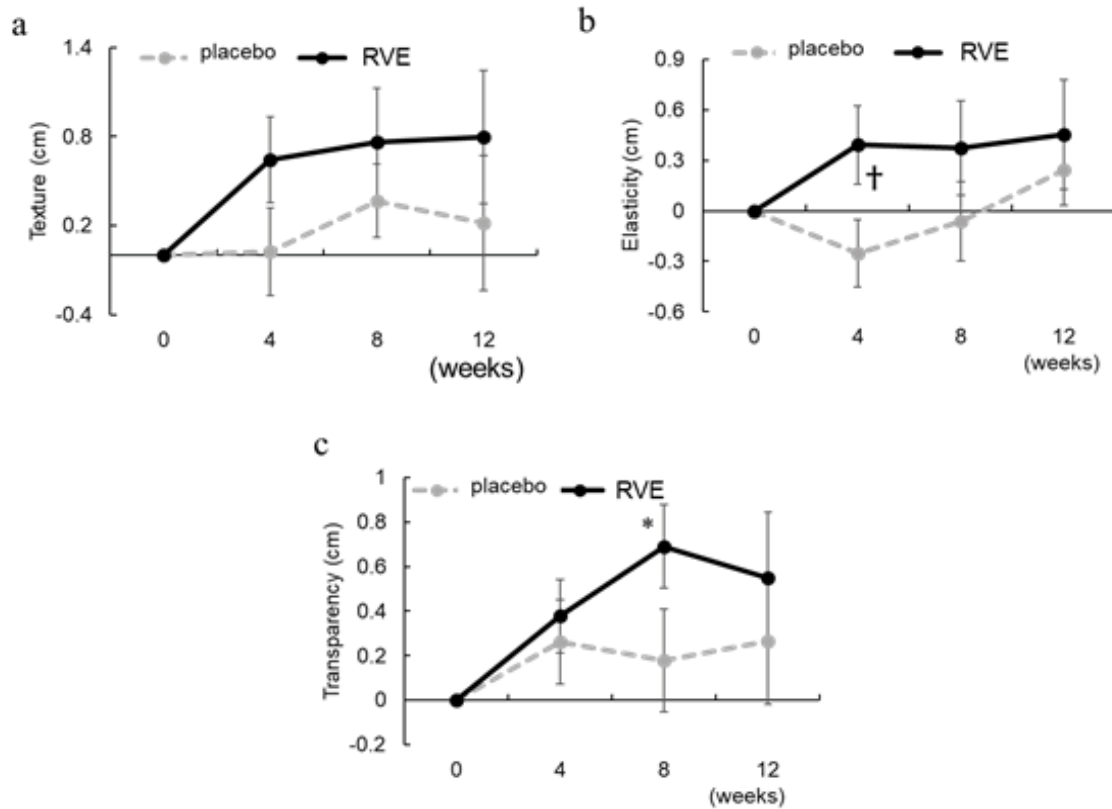 a
placebo RVE
Texture (cm)
1.4
0.8
0.2
-0.4
0 4 8 12
(weeks)
b
placebo RVE
Elasticity (cm)
0.9
0.6
0.3
0
-0.3
-0.6
†
0 4 8 12
(weeks)
c
placebo RVE
Transparency (cm)
1
0.8
0.6
0.4
0.2
0
-0.2
*
0 4 8 12
(weeks)